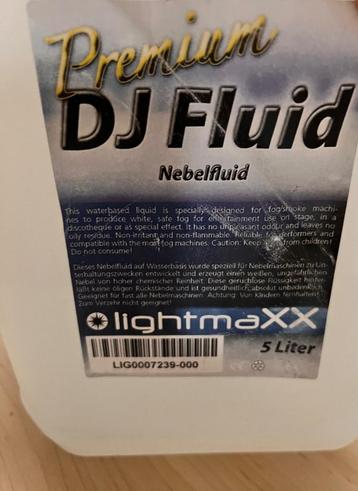 Premium
DJ Fluid
Nebelfluid
This waterbased liquid is specially designed for fog/smoke machi-
nes to produce white, safe fog for entertainment use on stage, in a
discotheque or as special effect. It has no unpleasant odour and leaves no
oily residue. Non-irritant and non-flammable. Reliable for performers and
compatible with the most fog machines. Caution: Keep away from children!
Do not consume!
Dieses Nebelfluid auf Wasserbasis wurde speziell für Nebelmaschinen zu Un-
terhaltungszwecken entwickelt und erzeugt einen weißen, ungefährlichen
Nebel von hoher chemischer Reinheit. Diese geruchlose Flüssigkeit hinter-
läßt keine öligen Rückstände und ist gesundheitlich absolut unbedenklich.
Geeignet für fast alle Nebelmaschinen. Achtung: Von Kindern fernhalten!
Zum Verzehr nicht geeignet!
lightmaXX
5 Liter
LIG0007239-000